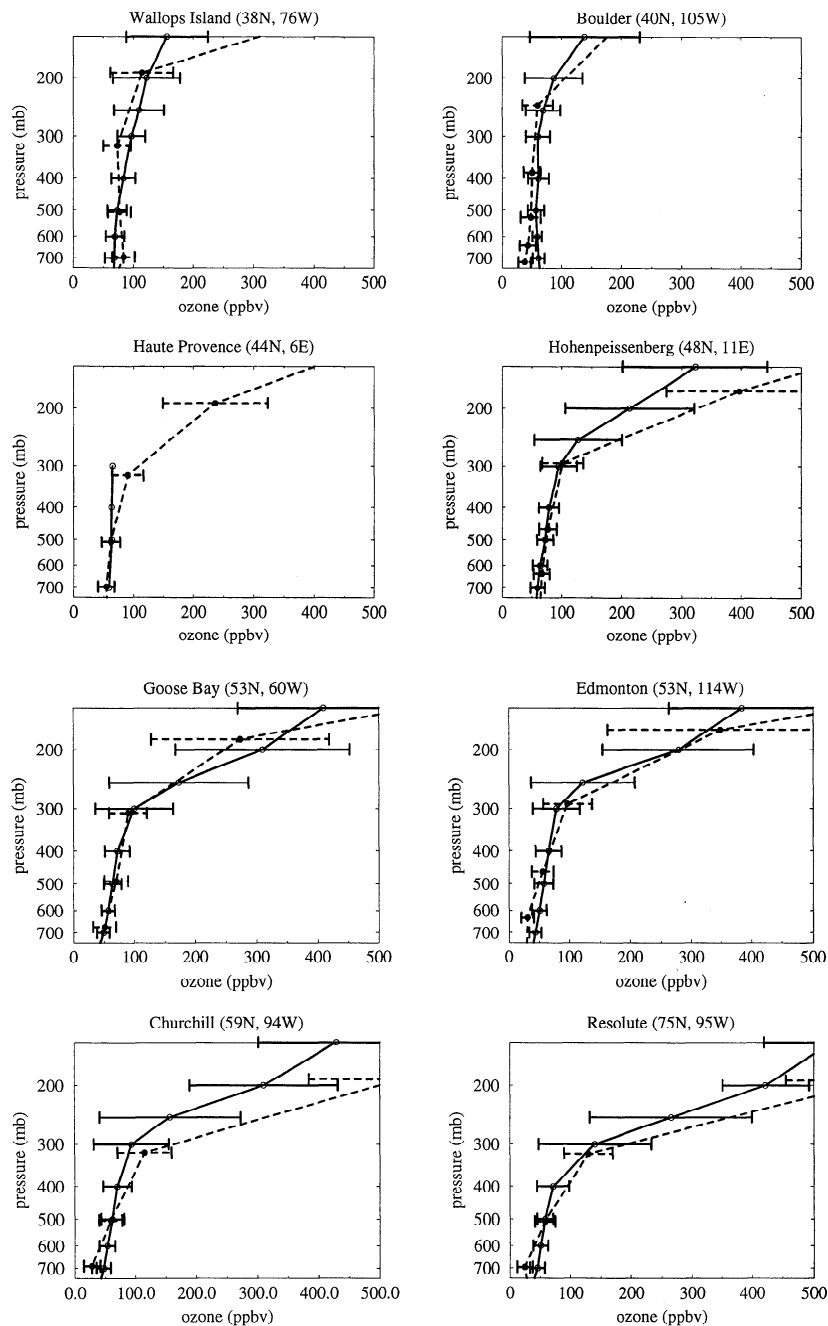 Wallops Island (38N, 76W)
200
300
400
500
600
700
pressure (mb)
0 100 200 300 400 500
ozone (ppbv)
Boulder (40N, 105W)
200
300
400
500
600
700
pressure (mb)
0 100 200 300 400 500
ozone (ppbv)
Haute Provence (44N, 6E)
200
300
400
500
600
700
pressure (mb)
0 100 200 300 400 500
ozone (ppbv)
Hohenpeissenberg (48N, 11E)
200
300
400
500
600
700
pressure (mb)
0 100 200 300 400 500
ozone (ppbv)
Goose Bay (53N, 60W)
200
300
400
500
600
700
pressure (mb)
0 100 200 300 400 500
ozone (ppbv)
Edmonton (53N, 114W)
200
300
400
500
600
700
pressure (mb)
0 100 200 300 400 500
ozone (ppbv)
Churchill (59N, 94W)
200
300
400
500
600
700
pressure (mb)
0.0 100.0 200.0 300.0 400.0 500.0
ozone (ppbv)
Resolute (75N, 95W)
200
300
400
500
600
700
pressure (mb)
0 100 200.0 300.0 400.0 500.0
ozone (ppbv)